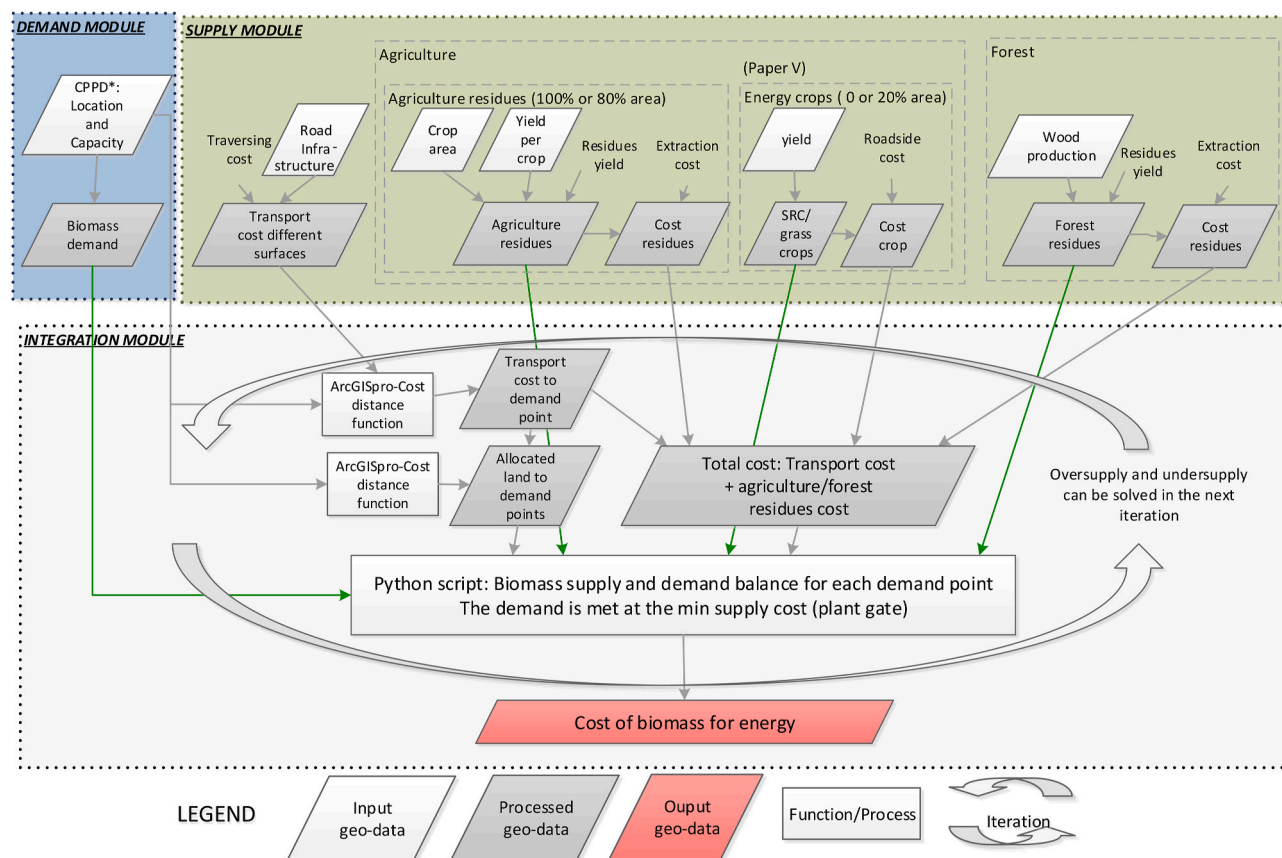 DEMAND MODULE
CPPD*:
Location
and
Capacity
Biomass
demand
SUPPLY MODULE
Traversing
cost
Road
Infra-
structure
Transport
cost different
surfaces
Agriculture
Agriculture residues (100% or 80% area)
Crop
area
Yield
per
crop
Residues
yield
Extraction
cost
Agriculture
residues
Cost
residues
(Paper V)
Energy crops ( 0 or 20% area)
yield
Roadside
cost
SRC/
grass
crops
Cost
crop
Forest
Wood
production
Residues
yield
Extraction
cost
Forest
residues
Cost
residues
INTEGRATION MODULE
ArcGISpro-Cost
distance
function
Transport
cost to
demand
point
ArcGISpro-Cost
distance
function
Allocated
land to
demand
points
Total cost: Transport cost
+ agriculture/forest
residues cost
Oversupply and undersupply
can be solved in the next
iteration
Python script: Biomass supply and demand balance for each demand point
The demand is met at the min supply cost (plant gate)
Cost of biomass for energy
LEGEND
Input
geo-data
Processed
geo-data
Ouput
geo-data
Function/Process
Iteration